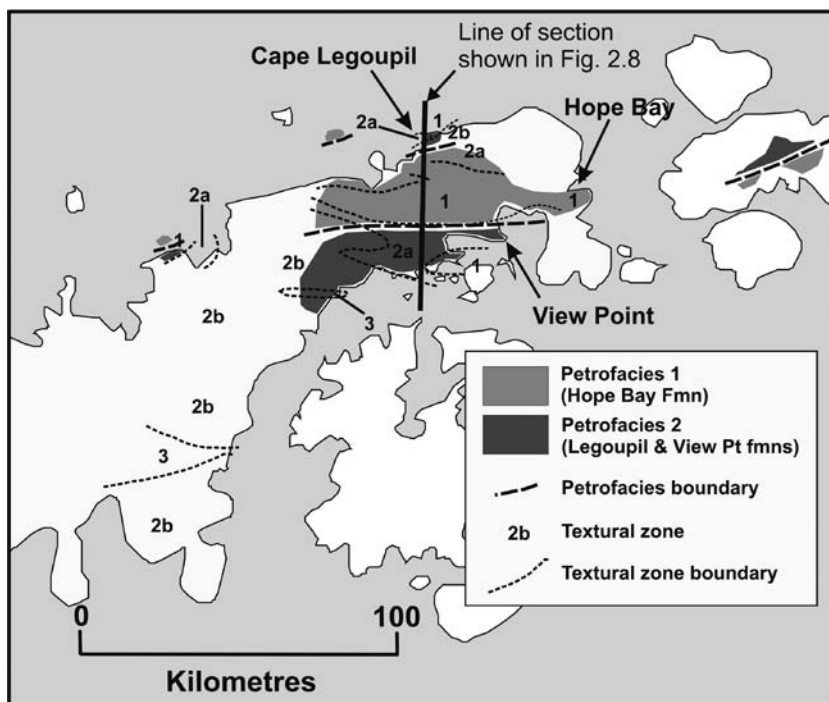 Line of section
shown in Fig. 2.8
Cape Legoupil
Hope Bay
1
2a
2b
2a
2a
1
1
1
2b
2a
1
View Point
3
2b
2b
3
2b
0
100
Kilometres
Petrofacies 1
(Hope Bay Fmn)
Petrofacies 2
(Legoupil & View Pt fmns)
Petrofacies boundary
2b
Textural zone
Textural zone boundary